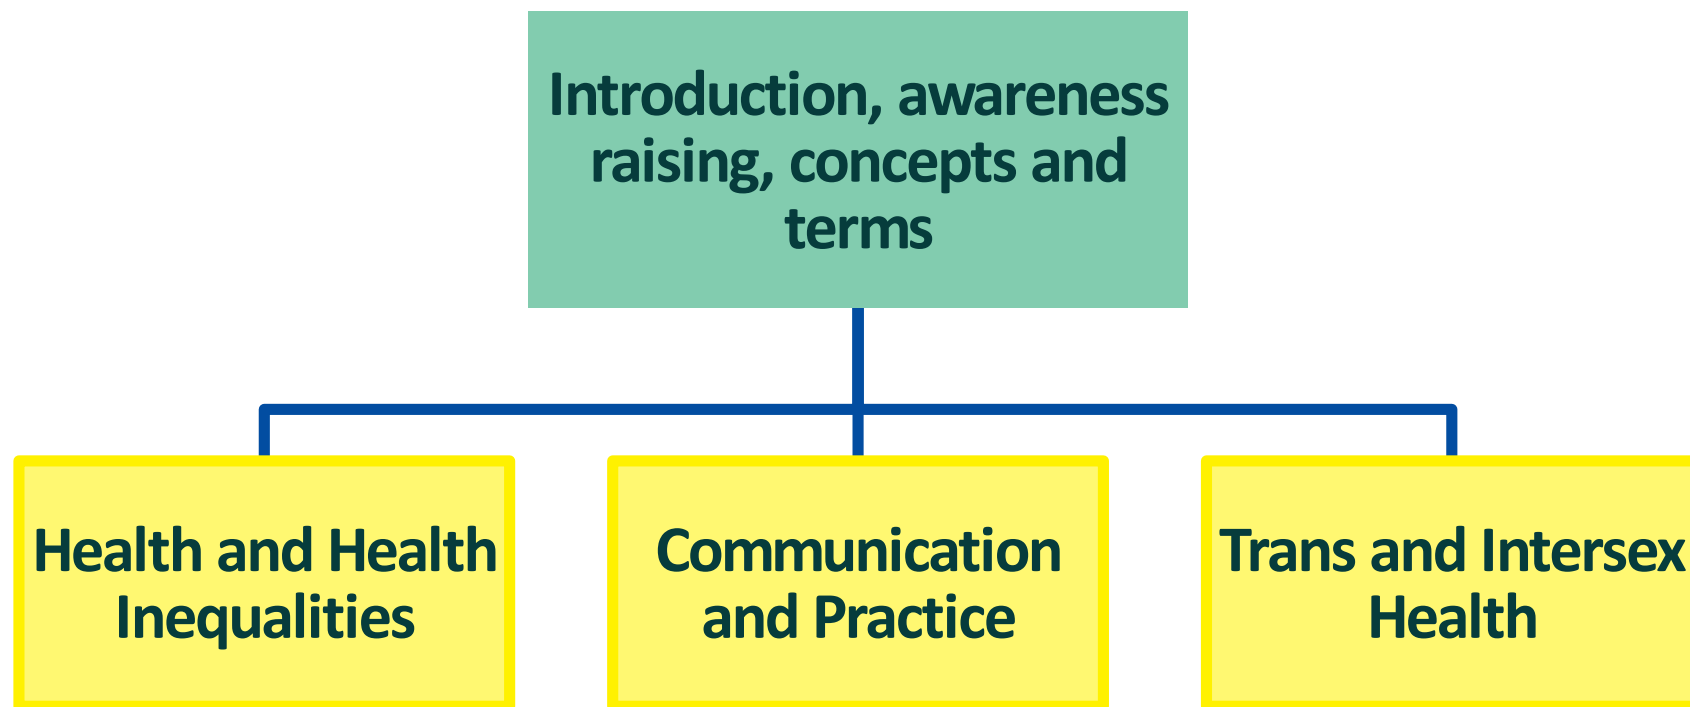 Introduction, awareness
raising, concepts and
terms
Health and Health
Inequalities
Communication
and Practice
Trans and Intersex
Health